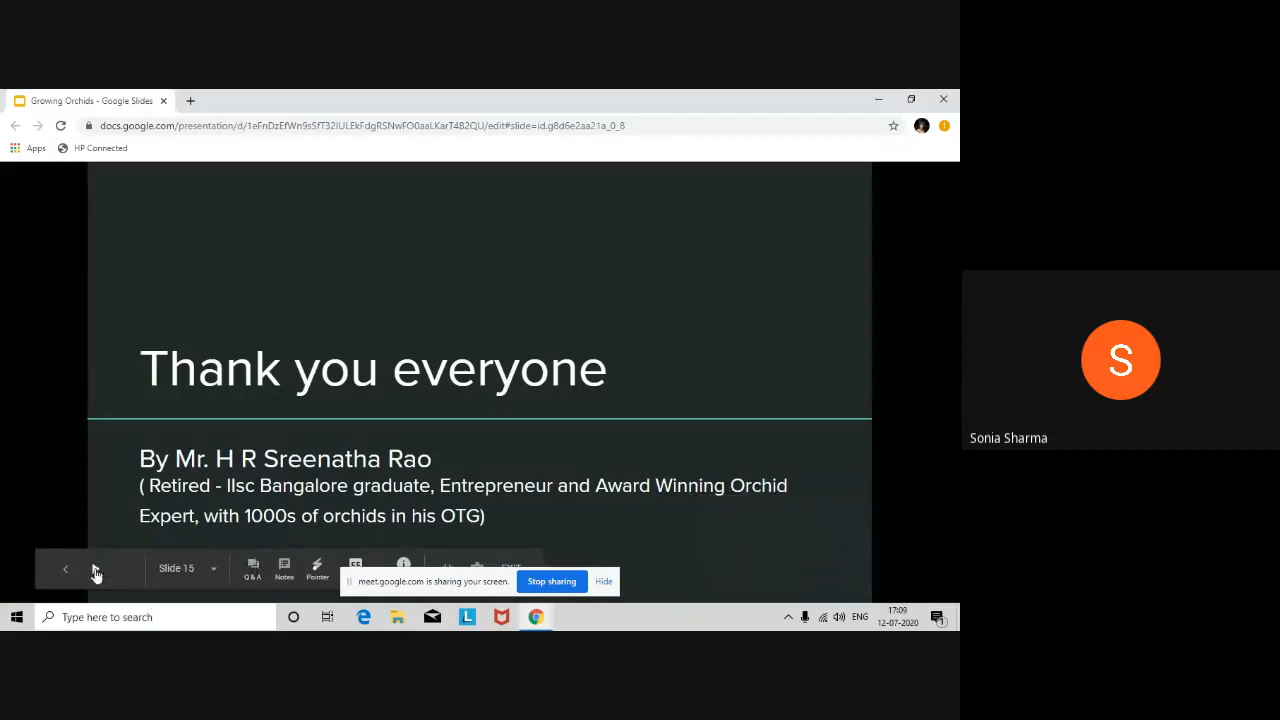 Growing Orchids - Google Slides
docs.google.com/presentation/d/1eFnDzEfWn9sSfT32IULEkFdgRSNwFO0aaLKarT4B2QU/edit#slide=id.g8d6e2aa21a_0_8
Apps
HP Connected
Thank you everyone
By Mr. H R Sreenatha Rao
( Retired - IIsc Bangalore graduate, Entrepreneur and Award Winning Orchid
Expert, with 1000s of orchids in his OTG)
Slide 15
Q & A
Notes
Pointer
meet.google.com is sharing your screen.
Stop sharing
Hide
Type here to search
ENG
17:09
12-07-2020
S
Sonia Sharma